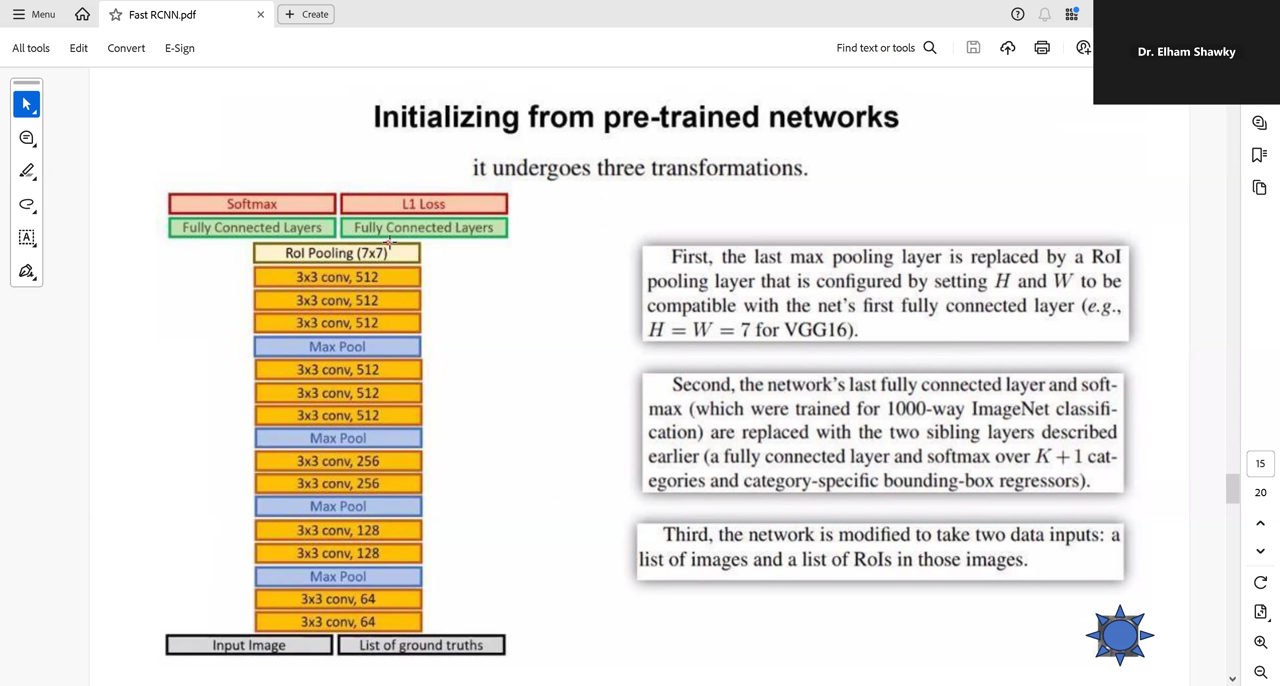 Menu
Fast RCNN.pdf
Create
Dr. Elham Shawky
All tools
Edit
Convert
E-Sign
Find text or tools
Initializing from pre-trained networks
it undergoes three transformations.
Softmax
L1 Loss
Fully Connected Layers
Fully Connected Layers
RoI Pooling (7x7)
3x3 conv, 512
3x3 conv, 512
3x3 conv, 512
Max Pool
3x3 conv, 512
3x3 conv, 512
3x3 conv, 512
Max Pool
3x3 conv, 256
3x3 conv, 256
Max Pool
3x3 conv, 128
3x3 conv, 128
Max Pool
3x3 conv, 64
3x3 conv, 64
Input Image
List of ground truths
First, the last max pooling layer is replaced by a RoI
pooling layer that is configured by setting H and W to be
compatible with the net's first fully connected layer (e.g.,
H = W = 7 for VGG16).
Second, the network's last fully connected layer and soft-
max (which were trained for 1000-way ImageNet classifi-
cation) are replaced with the two sibling layers described
earlier (a fully connected layer and softmax over K + 1 cat-
egories and category-specific bounding-box regressors).
Third, the network is modified to take two data inputs: a
list of images and a list of RoIs in those images.
15
20